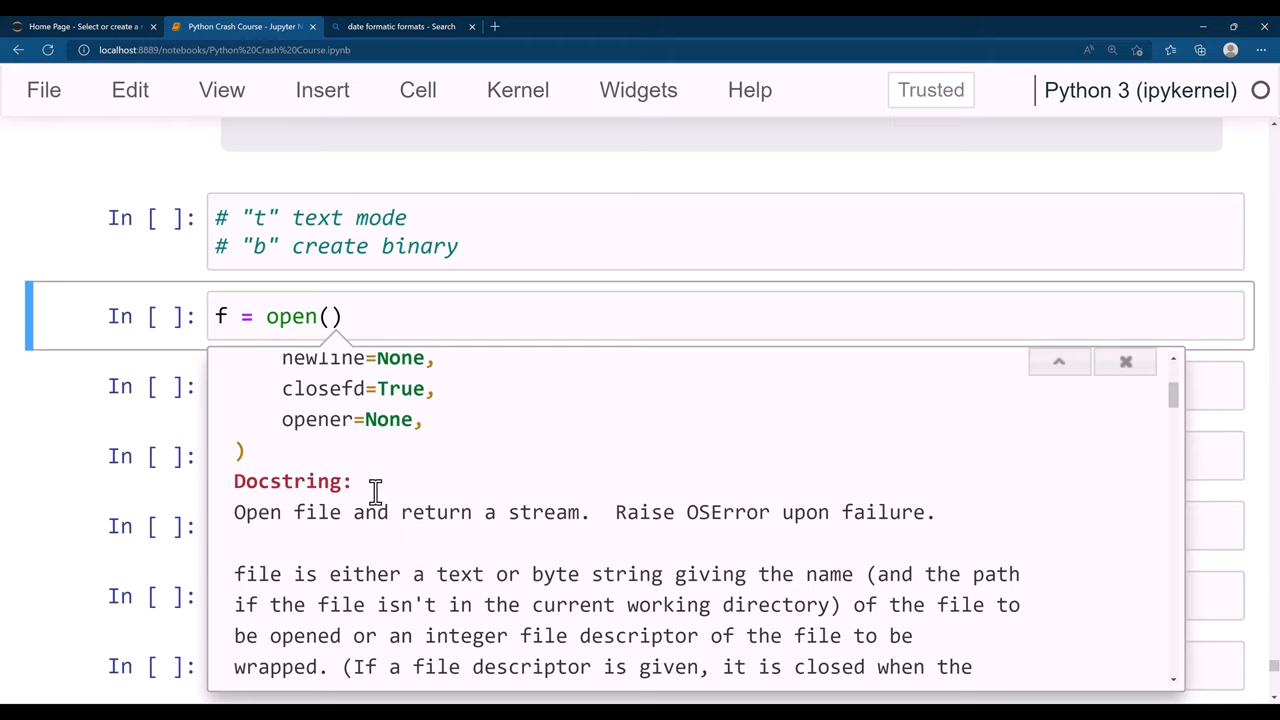 Home Page - Select or create a n
Python Crash Course - Jupyter N
date formatic formats - Search
localhost:8889/notebooks/Python%20Crash%20Course.ipynb
File Edit View Insert Cell Kernel Widgets Help Trusted Python 3 (ipykernel)
In [ ]: # "t" text mode
# "b" create binary
In [ ]: f = open()
newline=None,
In [ ]: closefd=True,
opener=None,
In [ ]: )
Docstring:
Open file and return a stream.  Raise OSError upon failure.
In [ ]:
file is either a text or byte string giving the name (and the path
In [ ]: if the file isn't in the current working directory) of the file to
be opened or an integer file descriptor of the file to be
In [ ]: wrapped. (If a file descriptor is given, it is closed when the